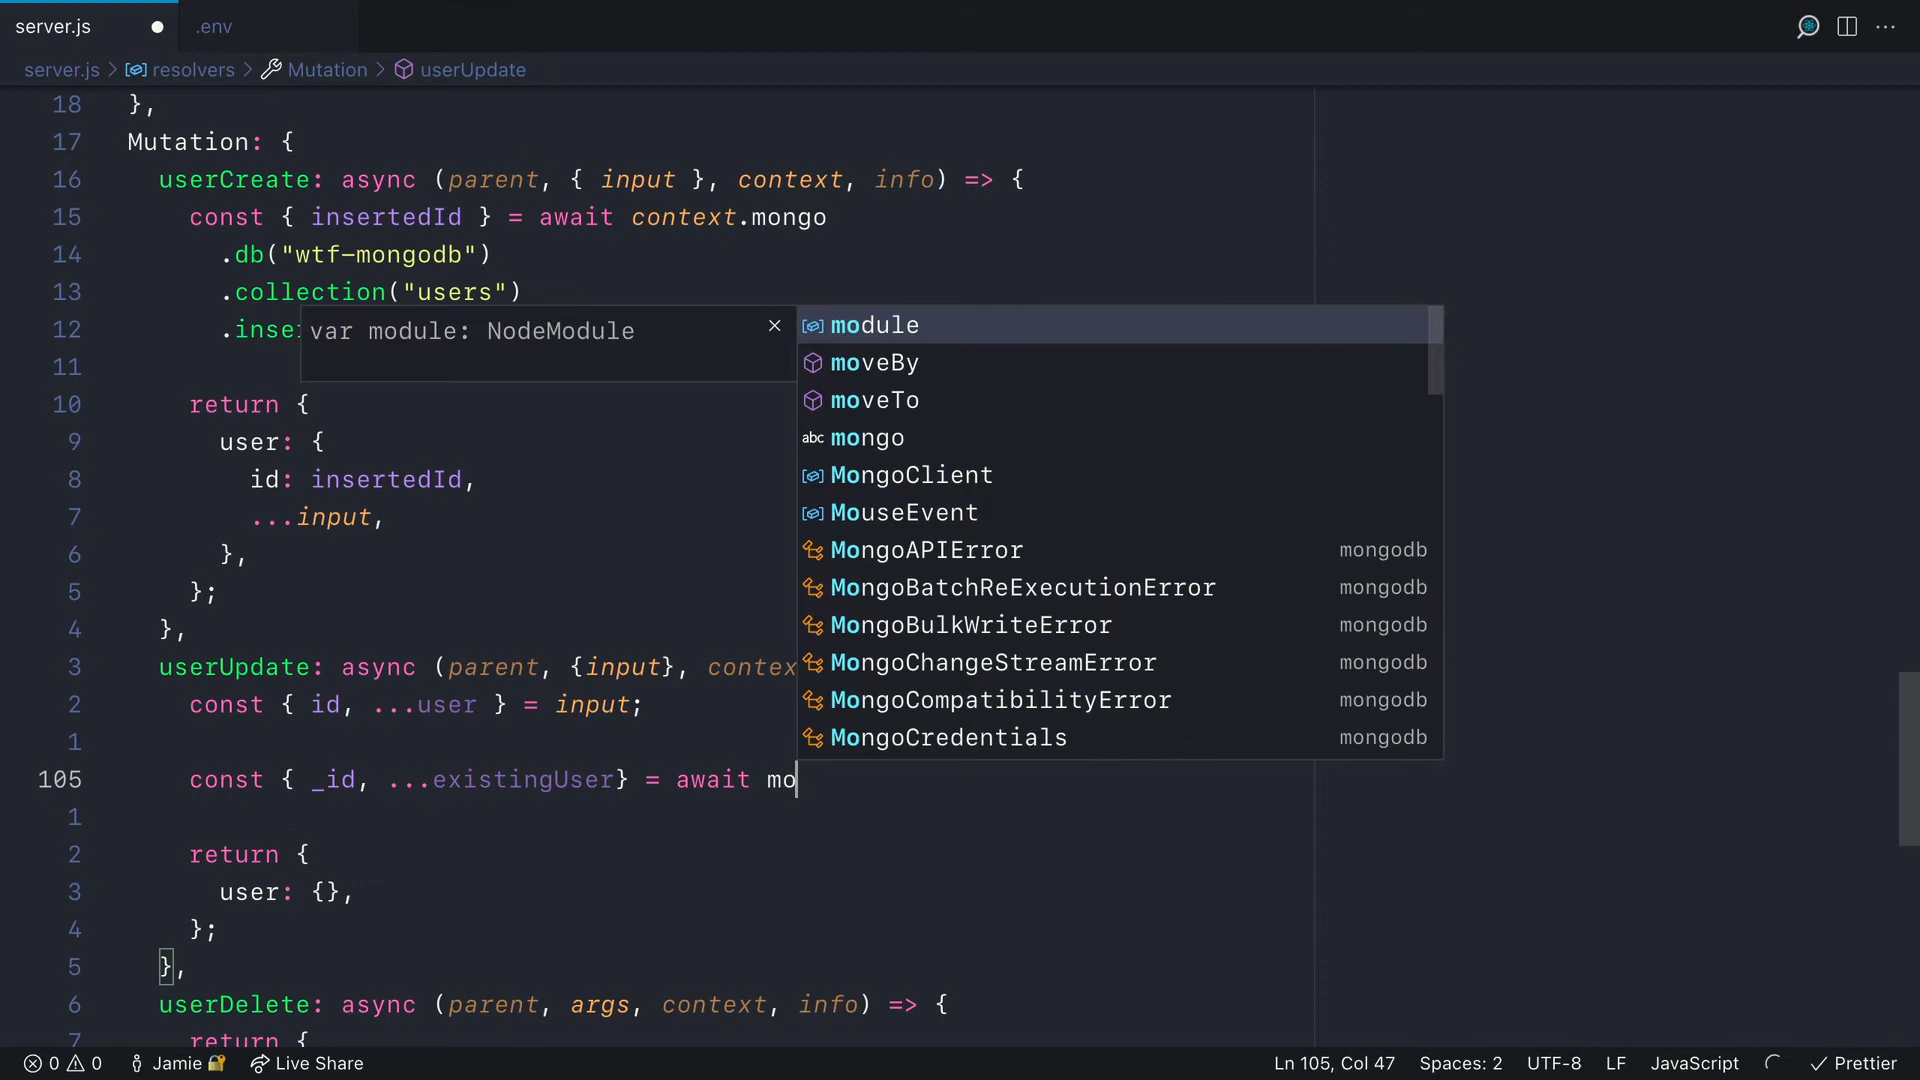 server.js
.env
server.js > resolvers > Mutation > userUpdate
18 },
17 Mutation: {
16 userCreate: async (parent, { input }, context, info) => {
15 const { insertedId } = await context.mongo
14 .db("wtf-mongodb")
13 .collection("users")
12 .inse
var module: NodeModule
module
moveBy
moveTo
abc mongo
MongoClient
MouseEvent
MongoAPIError mongodb
MongoBatchReExecutionError mongodb
MongoBulkWriteError mongodb
MongoChangeStreamError mongodb
MongoCompatibilityError mongodb
MongoCredentials mongodb
11
10 return {
9 user: {
8 id: insertedId,
7 ...input,
6 },
5 };
4 },
3 userUpdate: async (parent, {input}, contex
2 const { id, ...user } = input;
1
105 const { _id, ...existingUser} = await mo
1
2 return {
3 user: {},
4 };
5 },
6 userDelete: async (parent, args, context, info) => {
7 return {
0 0 Jamie Live Share Ln 105, Col 47 Spaces: 2 UTF-8 LF JavaScript Prettier